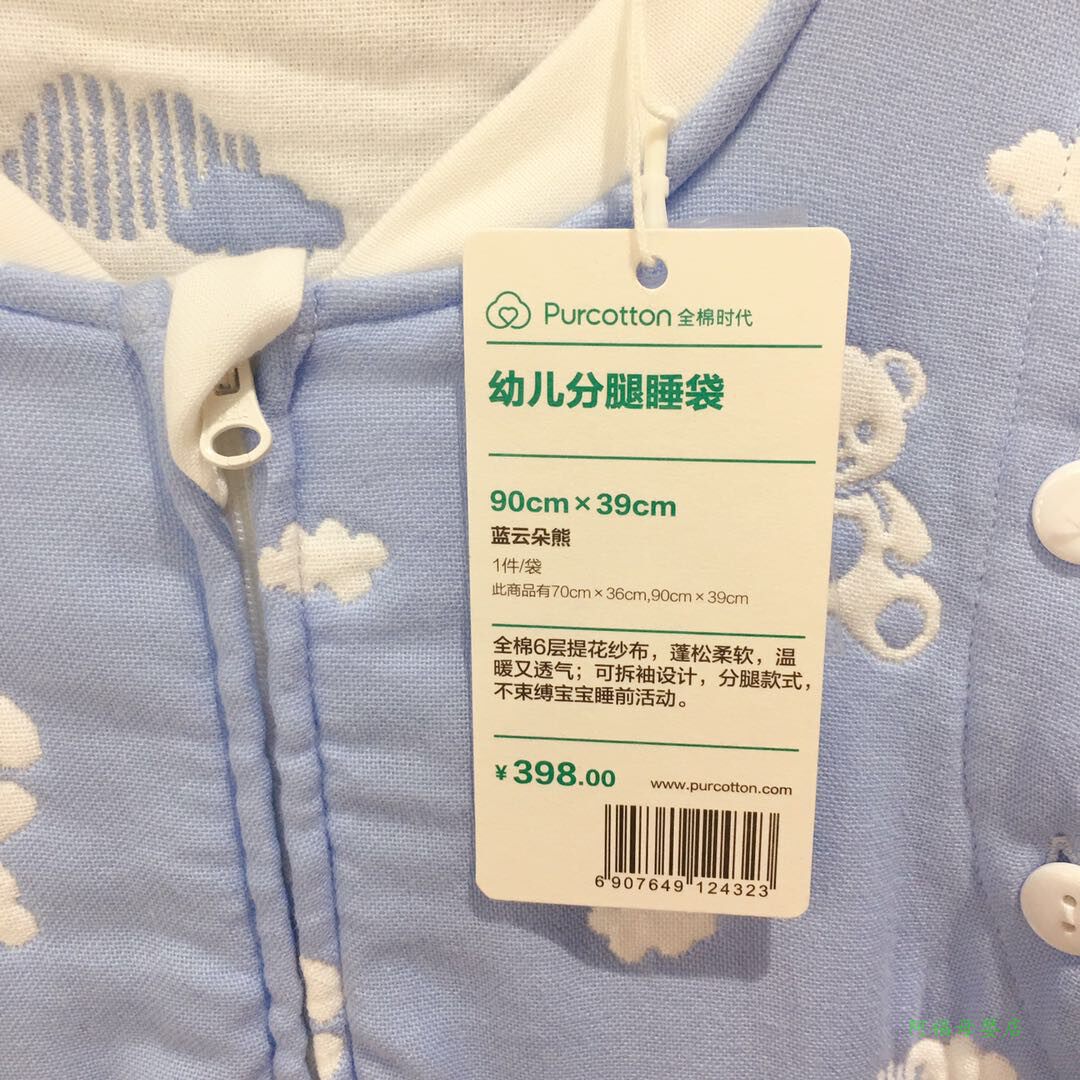 Purcotton 全棉时代
幼儿分腿睡袋
90cm×39cm
蓝云朵熊
1件/袋
此商品有70cm×36cm,90cm×39cm
全棉6层提花纱布，蓬松柔软，温
暖又透气；可拆袖设计，分腿款式，
不束缚宝宝睡前活动。
¥398.00
www.purcotton.com
6 907649 124323